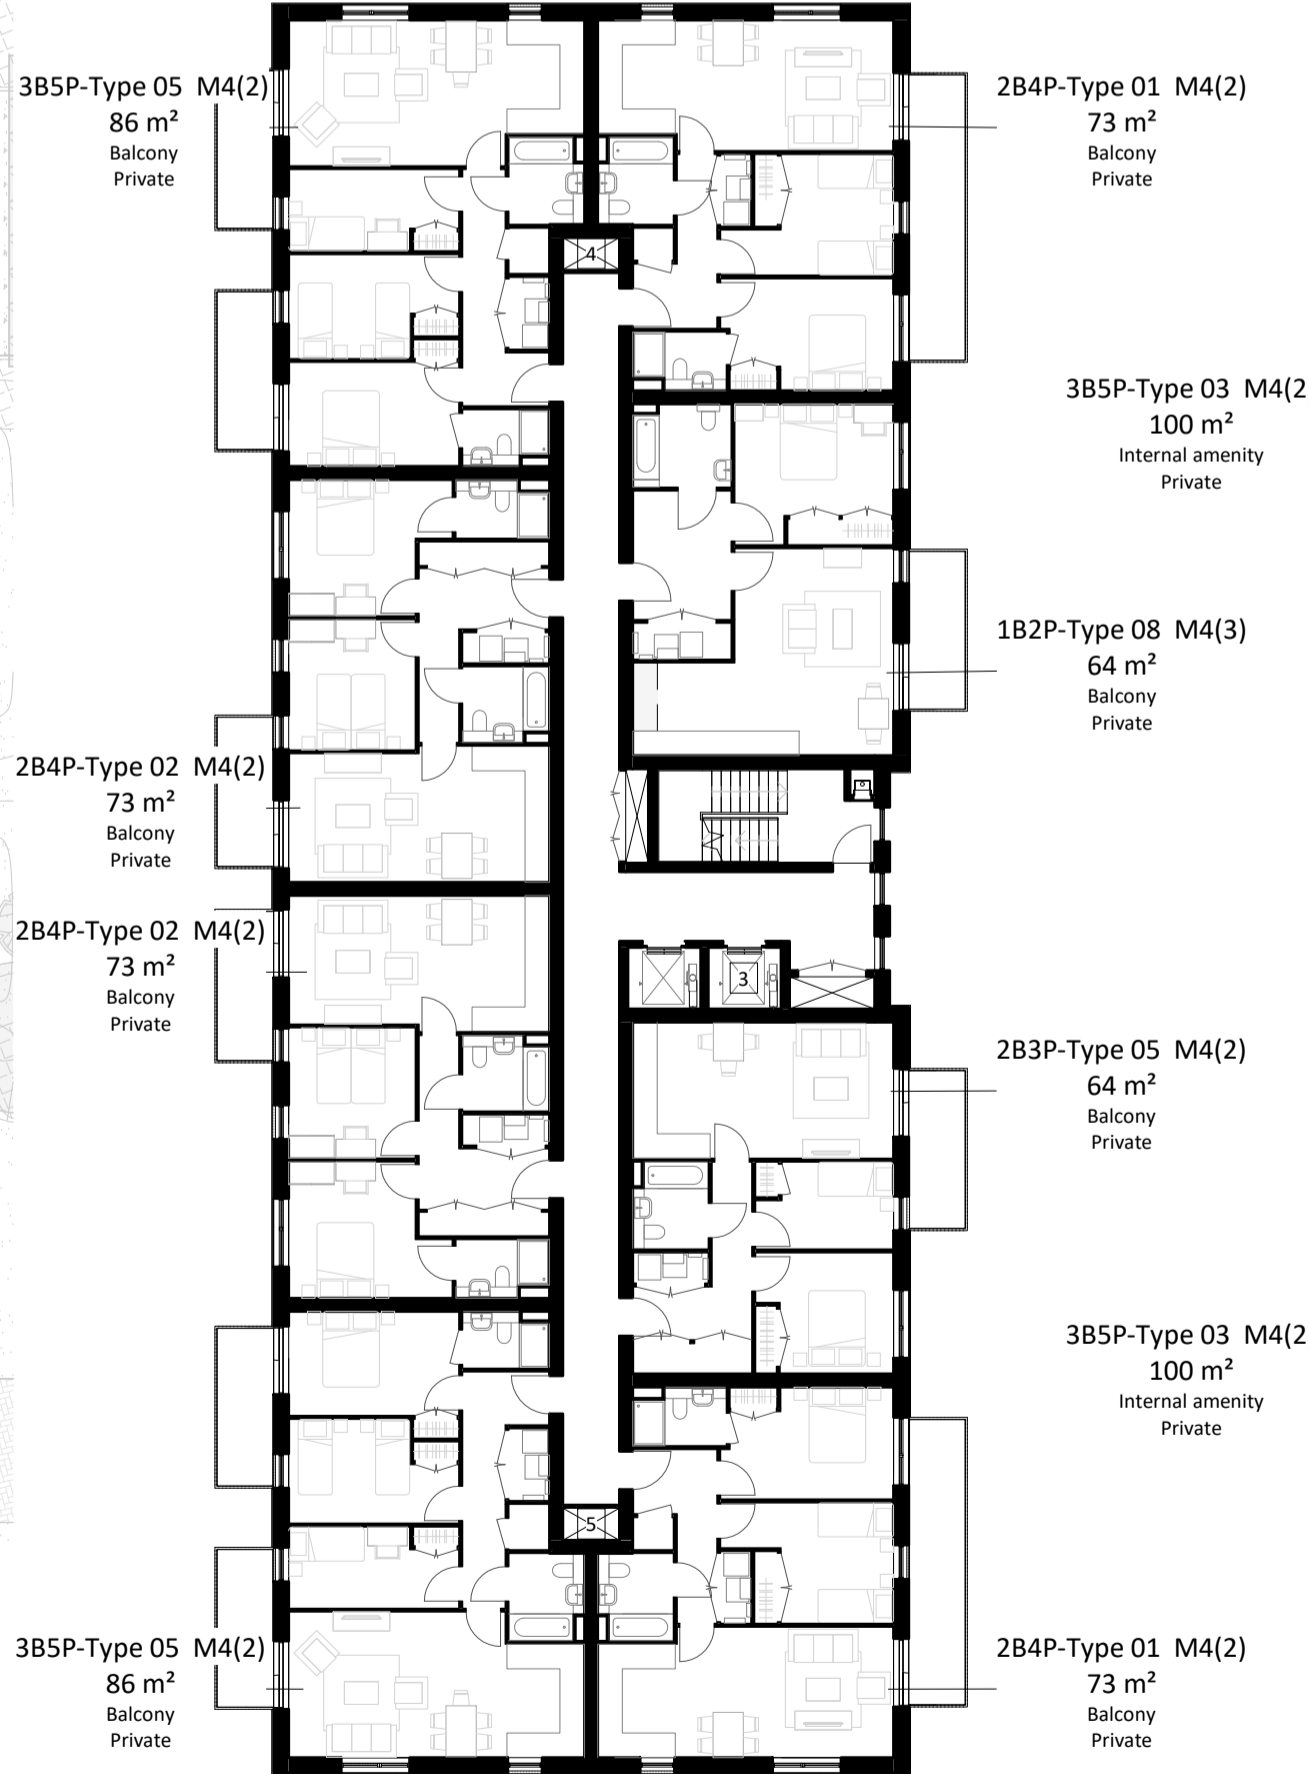 3B5P-Type 05 M4(2)
86 m²
Balcony
Private
2B4P-Type 01 M4(2)
73 m²
Balcony
Private
4
3B5P-Type 03 M4(2
100 m²
Internal amenity
Private
1B2P-Type 08 M4(3)
64 m²
Balcony
Private
2B4P-Type 02 M4(2)
73 m²
Balcony
Private
2B4P-Type 02 M4(2)
73 m²
Balcony
Private
3
2B3P-Type 05 M4(2)
64 m²
Balcony
Private
3B5P-Type 03 M4(2
100 m²
Internal amenity
Private
5
3B5P-Type 05 M4(2)
86 m²
Balcony
Private
2B4P-Type 01 M4(2)
73 m²
Balcony
Private